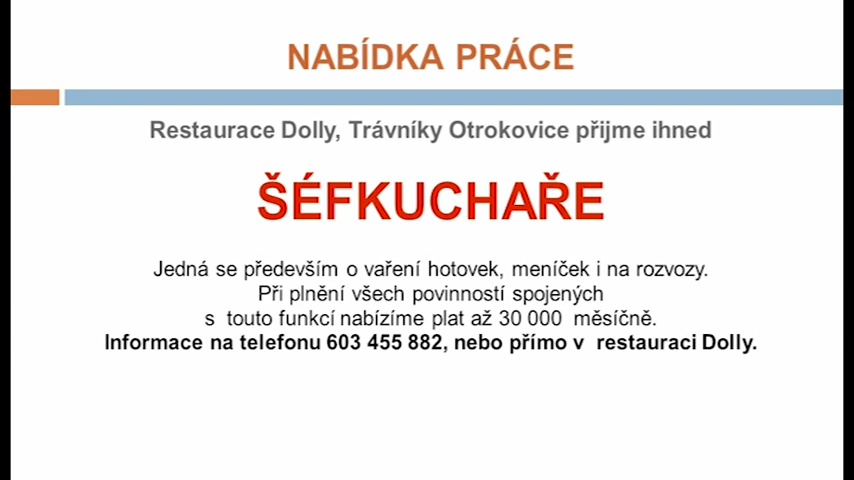 NABÍDKA PRÁCE
Restaurace Dolly, Trávníky Otrokovice přijme ihned
ŠÉFKUCHAŘE
Jedná se především o vaření hotovek, meníček i na rozvozy.
Při plnění všech povinností spojených
s touto funkcí nabízíme plat až 30 000 měsíčně.
Informace na telefonu 603 455 882, nebo přímo v restauraci Dolly.